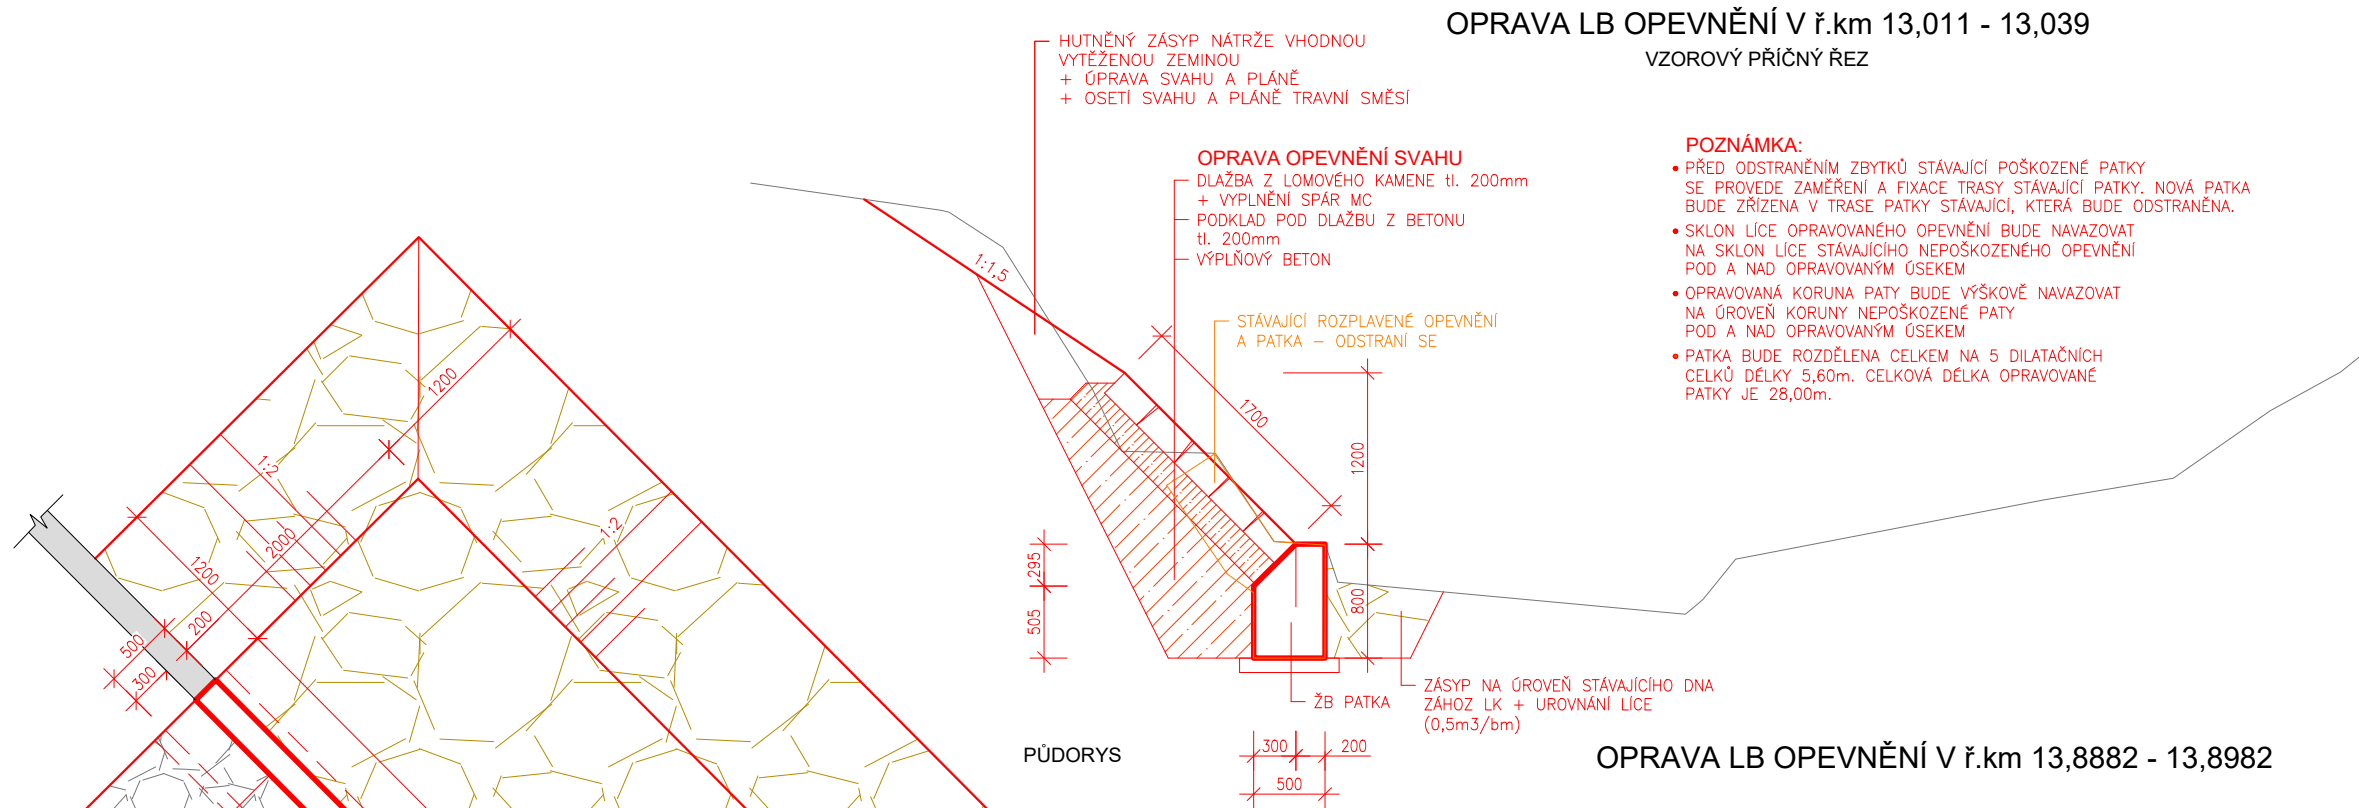 OPRAVA LB OPEVNĚNÍ V ř.km 13,011 - 13,039
VZOROVÝ PŘÍČNÝ ŘEZ
HUTNĚNÝ ZÁSYP NÁTRŽE VHODNOU
VYTĚŽENOU ZEMINOU
+ ÚPRAVA SVAHU A PLÁNĚ
+ OSETÍ SVAHU A PLÁNĚ TRAVNÍ SMĚSÍ
OPRAVA OPEVNĚNÍ SVAHU
DLAŽBA Z LOMOVÉHO KAMENE tl. 200mm
+ VYPLNĚNÍ SPÁR MC
PODKLAD POD DLAŽBU Z BETONU
tl. 200mm
VÝPLŇOVÝ BETON
STÁVAJÍCÍ ROZPLAVENÉ OPEVNĚNÍ
A PATKA – ODSTRANÍ SE
POZNÁMKA:
• PŘED ODSTRANĚNÍM ZBYTKŮ STÁVAJÍCÍ POŠKOZENÉ PATKY
SE PROVEDE ZAMĚŘENÍ A FIXACE TRASY STÁVAJÍCÍ PATKY. NOVÁ PATKA
BUDE ZŘÍZENA V TRASE PATKY STÁVAJÍCÍ, KTERÁ BUDE ODSTRANĚNA.
• SKLON LÍCE OPRAVOVANÉHO OPEVNĚNÍ BUDE NAVAZOVAT
NA SKLON LÍCE STÁVAJÍCÍHO NEPOŠKOZENÉHO OPEVNĚNÍ
POD A NAD OPRAVOVANÝM ÚSEKEM
• OPRAVOVANÁ KORUNA PATY BUDE VÝŠKOVĚ NAVAZOVAT
NA ÚROVEŇ KORUNY NEPOŠKOZENÉ PATY
POD A NAD OPRAVOVANÝM ÚSEKEM
• PATKA BUDE ROZDĚLENA CELKEM NA 5 DILATAČNÍCH
CELKŮ DÉLKY 5,60m. CELKOVÁ DÉLKA OPRAVOVANÉ
PATKY JE 28,00m.
1:1,5
1700
1200
295
505
800
1200
1:2
2000
1200
1:2
500
200
300
ŽB PATKA
ZÁSYP NA ÚROVEŇ STÁVAJÍCÍHO DNA
ZÁHOZ LK + UROVNÁNÍ LÍCE
(0,5m3/bm)
300
200
500
PŮDORYS
OPRAVA LB OPEVNĚNÍ V ř.km 13,8882 - 13,8982